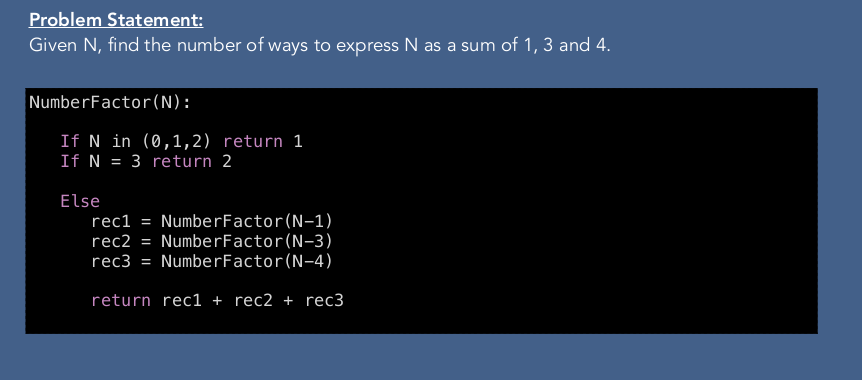 Problem Statement:
Given N, find the number of ways to express N as a sum of 1, 3 and 4.
NumberFactor(N):
If N in (0,1,2) return 1
If N = 3 return 2
Else
rec1 = NumberFactor(N-1)
rec2 = NumberFactor(N-3)
rec3 = NumberFactor(N-4)
return rec1 + rec2 + rec3